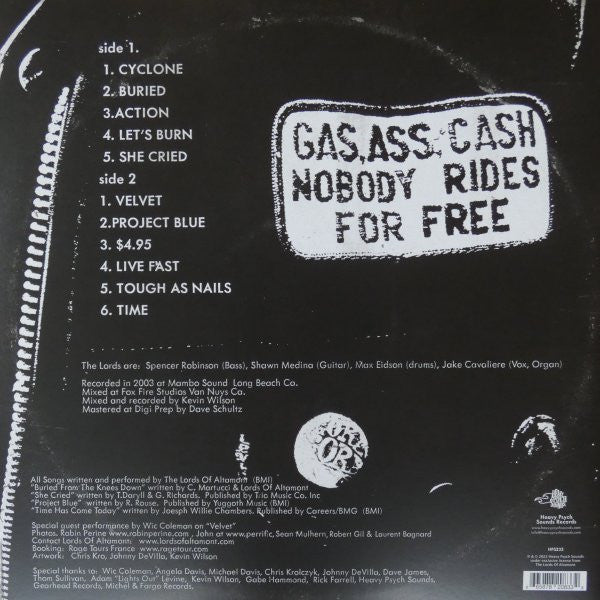 side 1.
1. CYCLONE
2. BURIED
3.ACTION
4. LET'S BURN
5. SHE CRIED
side 2
1. VELVET
2.PROJECT BLUE
3. $4.95
4. LIVE FAST
5. TOUGH AS NAILS
6. TIME
GAS, ASS, CASH
NOBODY RIDES
FOR FREE
The Lords are: Spencer Robinson (Bass), Shawn Medina (Guitar), Max Eidson (drums), Jake Cavaliere (Vox, Organ)
Recorded in 2003 at Mambo Sound Long Beach Ca.
Mixed at Fox Fire Studios Van Nuys Ca.
Mixed and recorded by Kevin Wilson
Mastered at Digi Prep by Dave Schultz
All Songs written and performed by The Lords Of Altamont (BMI)
"Buried From The Knees Down" written by C. Martucci & Lords Of Altamont
"She Cried" written by T.Daryll & G. Richards. Published by Trio Music Co. Inc
"Project Blue" written by R. Rouse. Published by Yuggoth Music (BMI)
"Time Has Come Today" written by Joesph Willie Chambers. Published by Careers/BMG (BMI)
Special guest performance by Wic Coleman on "Velvet"
Photos. Robin Perine www.robinperine.com , John at www.perrific, Sean Mulhern, Robert Gil & Laurent Bagnard
Contact Lords Of Altamont www.lordsofaltamont.com
Booking: Rage Tours France www.ragetour.com
Artwork: Chris Kro, Johnny DeVilla, Kevin Wilson
Special thanks to: Wic Coleman, Angela Davis, Michael Davis, Chris Kralczyk, Johnny DeVilla, Dave James,
Thom Sullivan, Adam "Lights Out" Levine, Kevin Wilson, Gabe Hammond, Rick Farrell, Heavy Psych Sounds,
Gearhead Records, Michel & Fargo Records.
Heavy Psych
Sounds Records
www.heavypsychsounds.com
info@heavypsychsounds.com
HPS233